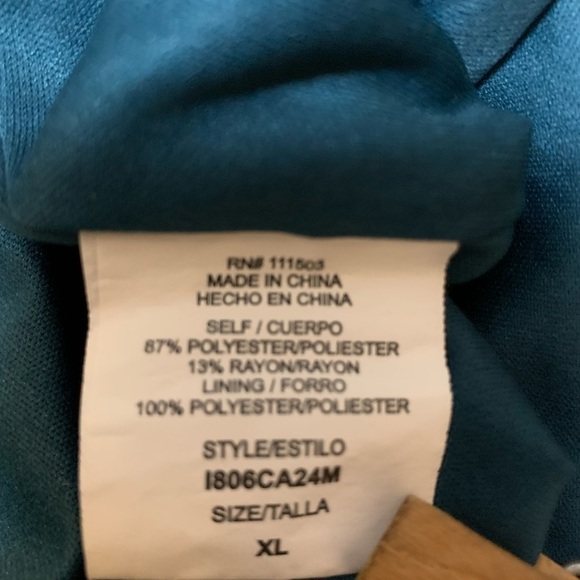 RN# 111503
MADE IN CHINA
HECHO EN CHINA
SELF / CUERPO
87% POLYESTER/POLIESTER
13% RAYON/RAYON
LINING / FORRO
100% POLYESTER/POLIESTER
STYLE/ESTILO
I806CA24M
SIZE/TALLA
XL